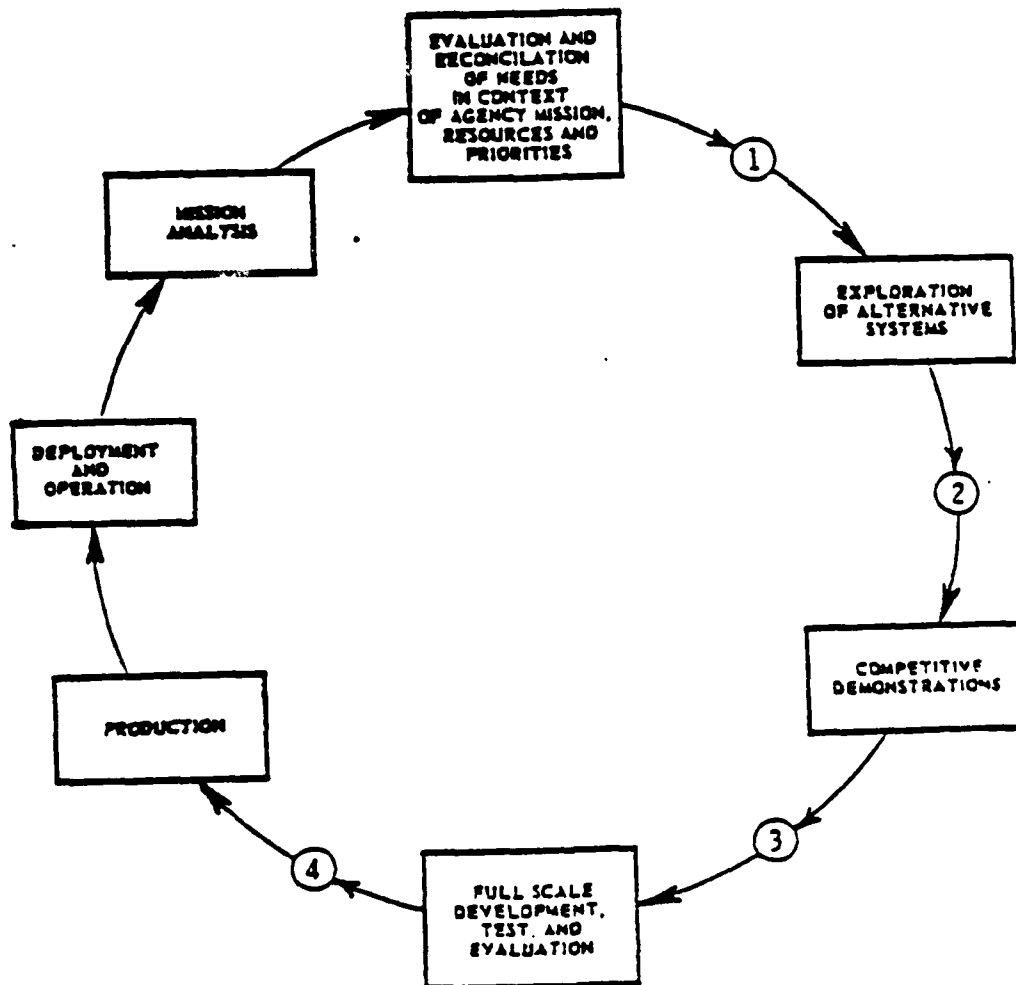 EVALUATION AND
RECONCILATION
OF NEEDS
IN CONTEXT
OF AGENCY MISSION,
RESOURCES AND
PRIORITIES
1
EXPLORATION
OF ALTERNATIVE
SYSTEMS
2
COMPETITIVE
DEMONSTRATIONS
3
FULL SCALE
DEVELOPMENT,
TEST, AND
EVALUATION
4
PRODUCTION
DEPLOYMENT
AND
OPERATION
MISSION
ANALYSIS